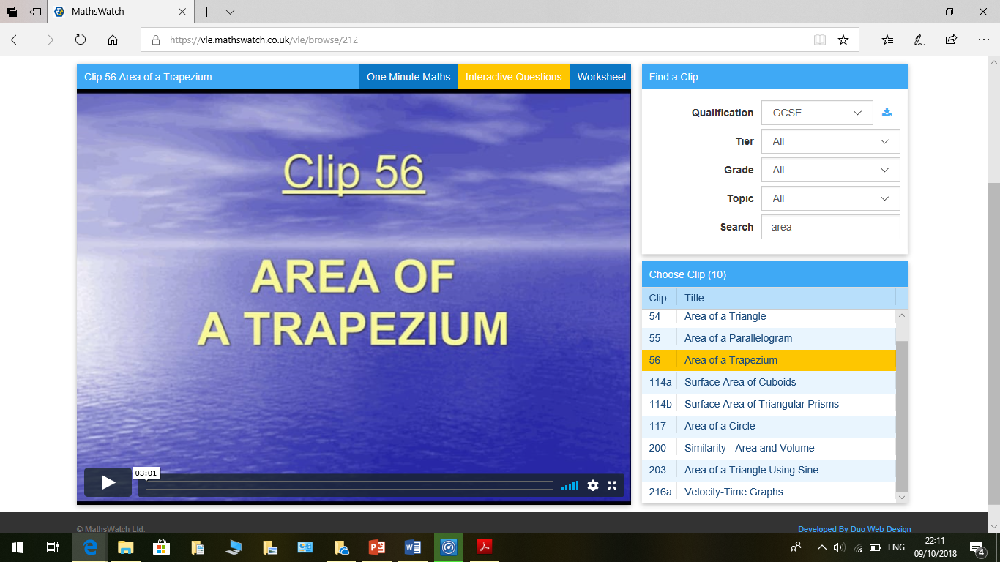 MathsWatch
https://vle.mathswatch.co.uk/vle/browse/212
Clip 56 Area of a Trapezium
One Minute Maths
Interactive Questions
Worksheet
Clip 56
AREA OF
A TRAPEZIUM
03:01
Find a Clip
Qualification GCSE
Tier All
Grade All
Topic All
Search area
Choose Clip (10)
Clip Title
54 Area of a Triangle
55 Area of a Parallelogram
56 Area of a Trapezium
114a Surface Area of Cuboids
114b Surface Area of Triangular Prisms
117 Area of a Circle
200 Similarity - Area and Volume
203 Area of a Triangle Using Sine
216a Velocity-Time Graphs
© MathsWatch Ltd.
Developed By Duo Web Design
ENG
22:11
09/10/2018
4